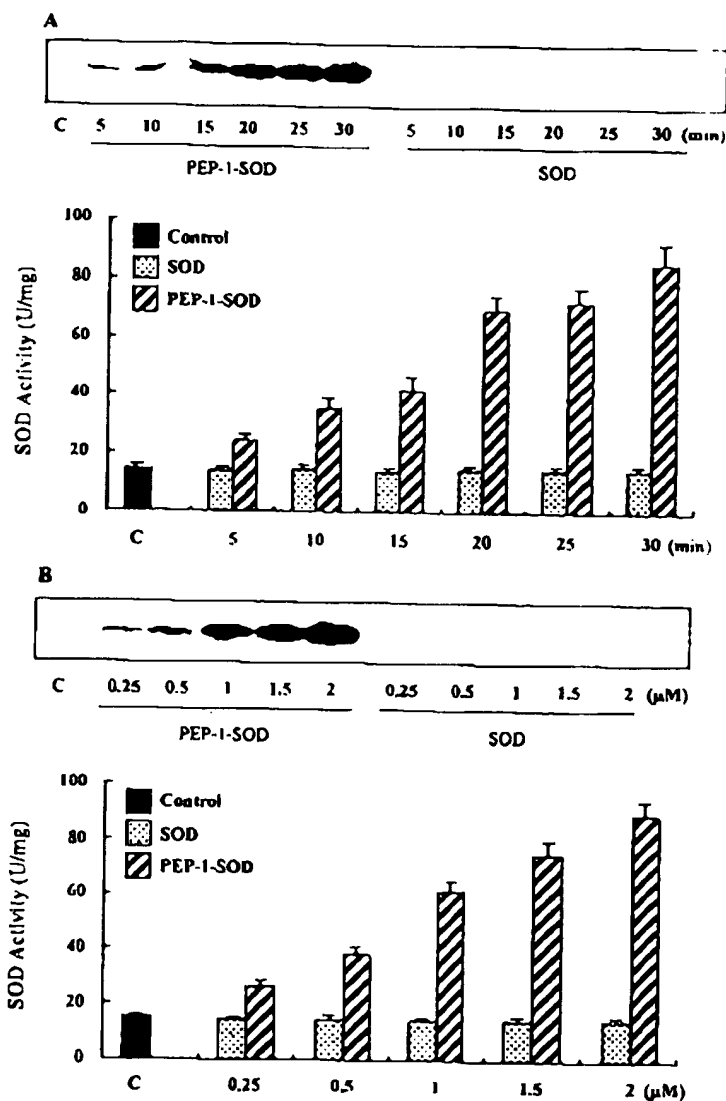 A
C 5 10 15 20 25 30 5 10 15 20 25 30 (min)
PEP-1-SOD SOD
100
80
60
40
20
0
SOD Activity (U/mg)
Control
SOD
PEP-1-SOD
C 5 10 15 20 25 30 (min)
B
C 0.25 0.5 1 1.5 2 0.25 0.5 1 1.5 2 (μM)
PEP-1-SOD SOD
100
80
60
40
20
0
SOD Activity (U/mg)
Control
SOD
PEP-1-SOD
C 0.25 0.5 1 1.5 2 (μM)